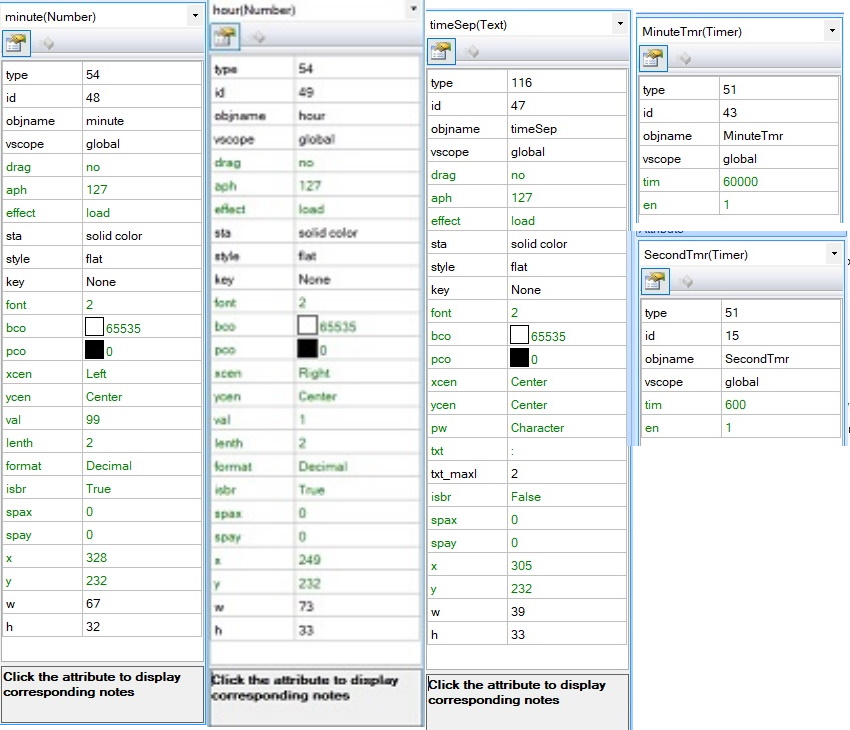 minute(Number)
type 54
id 48
objname minute
vscope global
drag no
aph 127
effect load
sta solid color
style flat
key None
font 2
bco 65535
pco 0
xcen Left
ycen Center
val 99
lenth 2
format Decimal
isbr True
spax 0
spay 0
x 328
y 232
w 67
h 32
Click the attribute to display
corresponding notes
hour(Number)
type 54
id 49
objname hour
vscope global
drag no
aph 127
effect load
sta solid color
style flat
key None
font 2
bco 65535
pco 0
xcen Right
ycen Center
val 1
lenth 2
format Decimal
isbr True
spax 0
spay 0
x 249
y 232
w 73
h 33
Click the attribute to display
corresponding notes
timeSep(Text)
type 116
id 47
objname timeSep
vscope global
drag no
aph 127
effect load
sta solid color
style flat
key None
font 2
bco 65535
pco 0
xcen Center
ycen Center
pw Character
txt :
txt_maxl 2
isbr False
spax 0
spay 0
x 305
y 232
w 39
h 33
Click the attribute to display
corresponding notes
MinuteTmr(Timer)
type 51
id 43
objname MinuteTmr
vscope global
tim 60000
en 1
SecondTmr(Timer)
type 51
id 15
objname SecondTmr
vscope global
tim 600
en 1